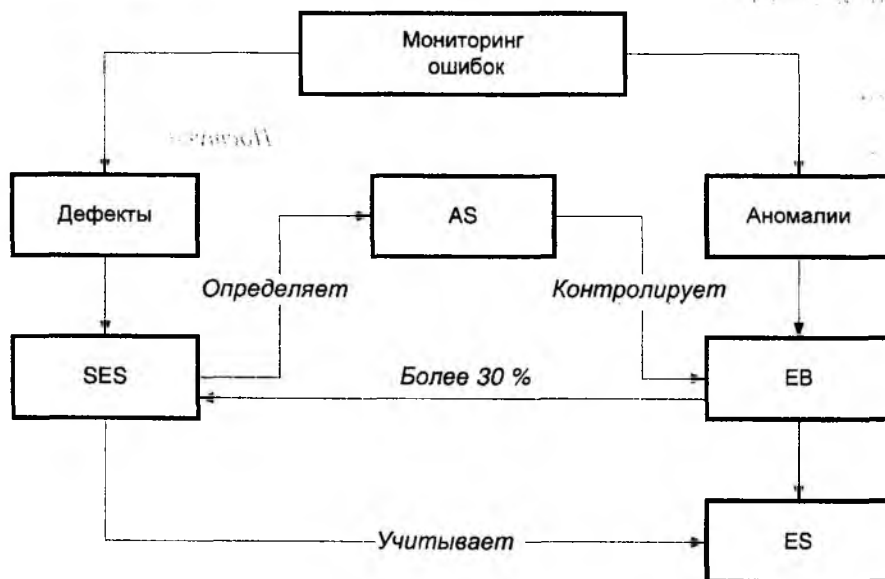 Мониторинг
ошибок
Дефекты
AS
Аномалии
Определяет
Контролирует
SES
Более 30 %
EB
Учитывает
ES